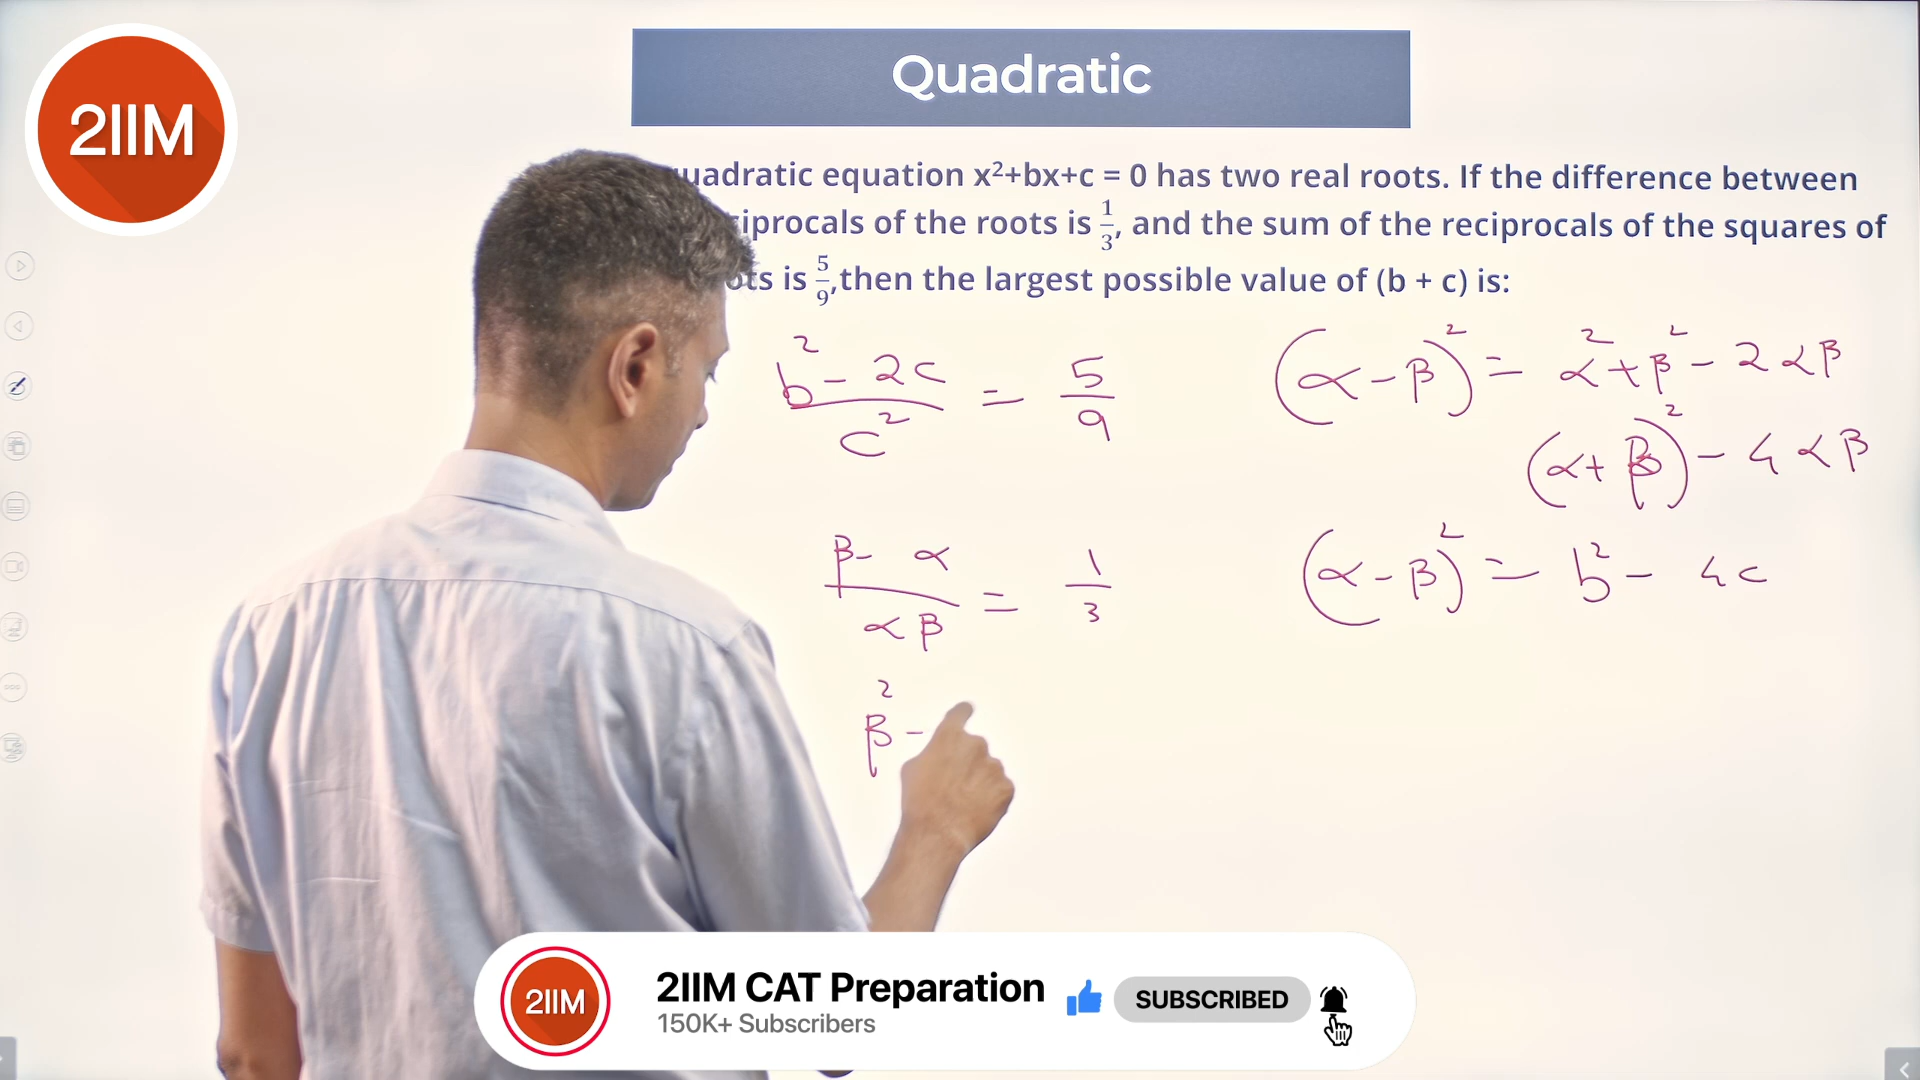 2IIM
Quadratic
quadratic equation x²+bx+c = 0 has two real roots. If the difference between
iprocals of the roots is 1/3, and the sum of the reciprocals of the squares of
ots is 5/9,then the largest possible value of (b + c) is:
b² - 2c / c² = 5/9
(α - β)² = α² + β² - 2αβ
(α + β)² - 4αβ
β - α / αβ = 1/3
(α - β)² = b² - 4c
β² -
2IIM
2IIM CAT Preparation
150K+ Subscribers
SUBSCRIBED